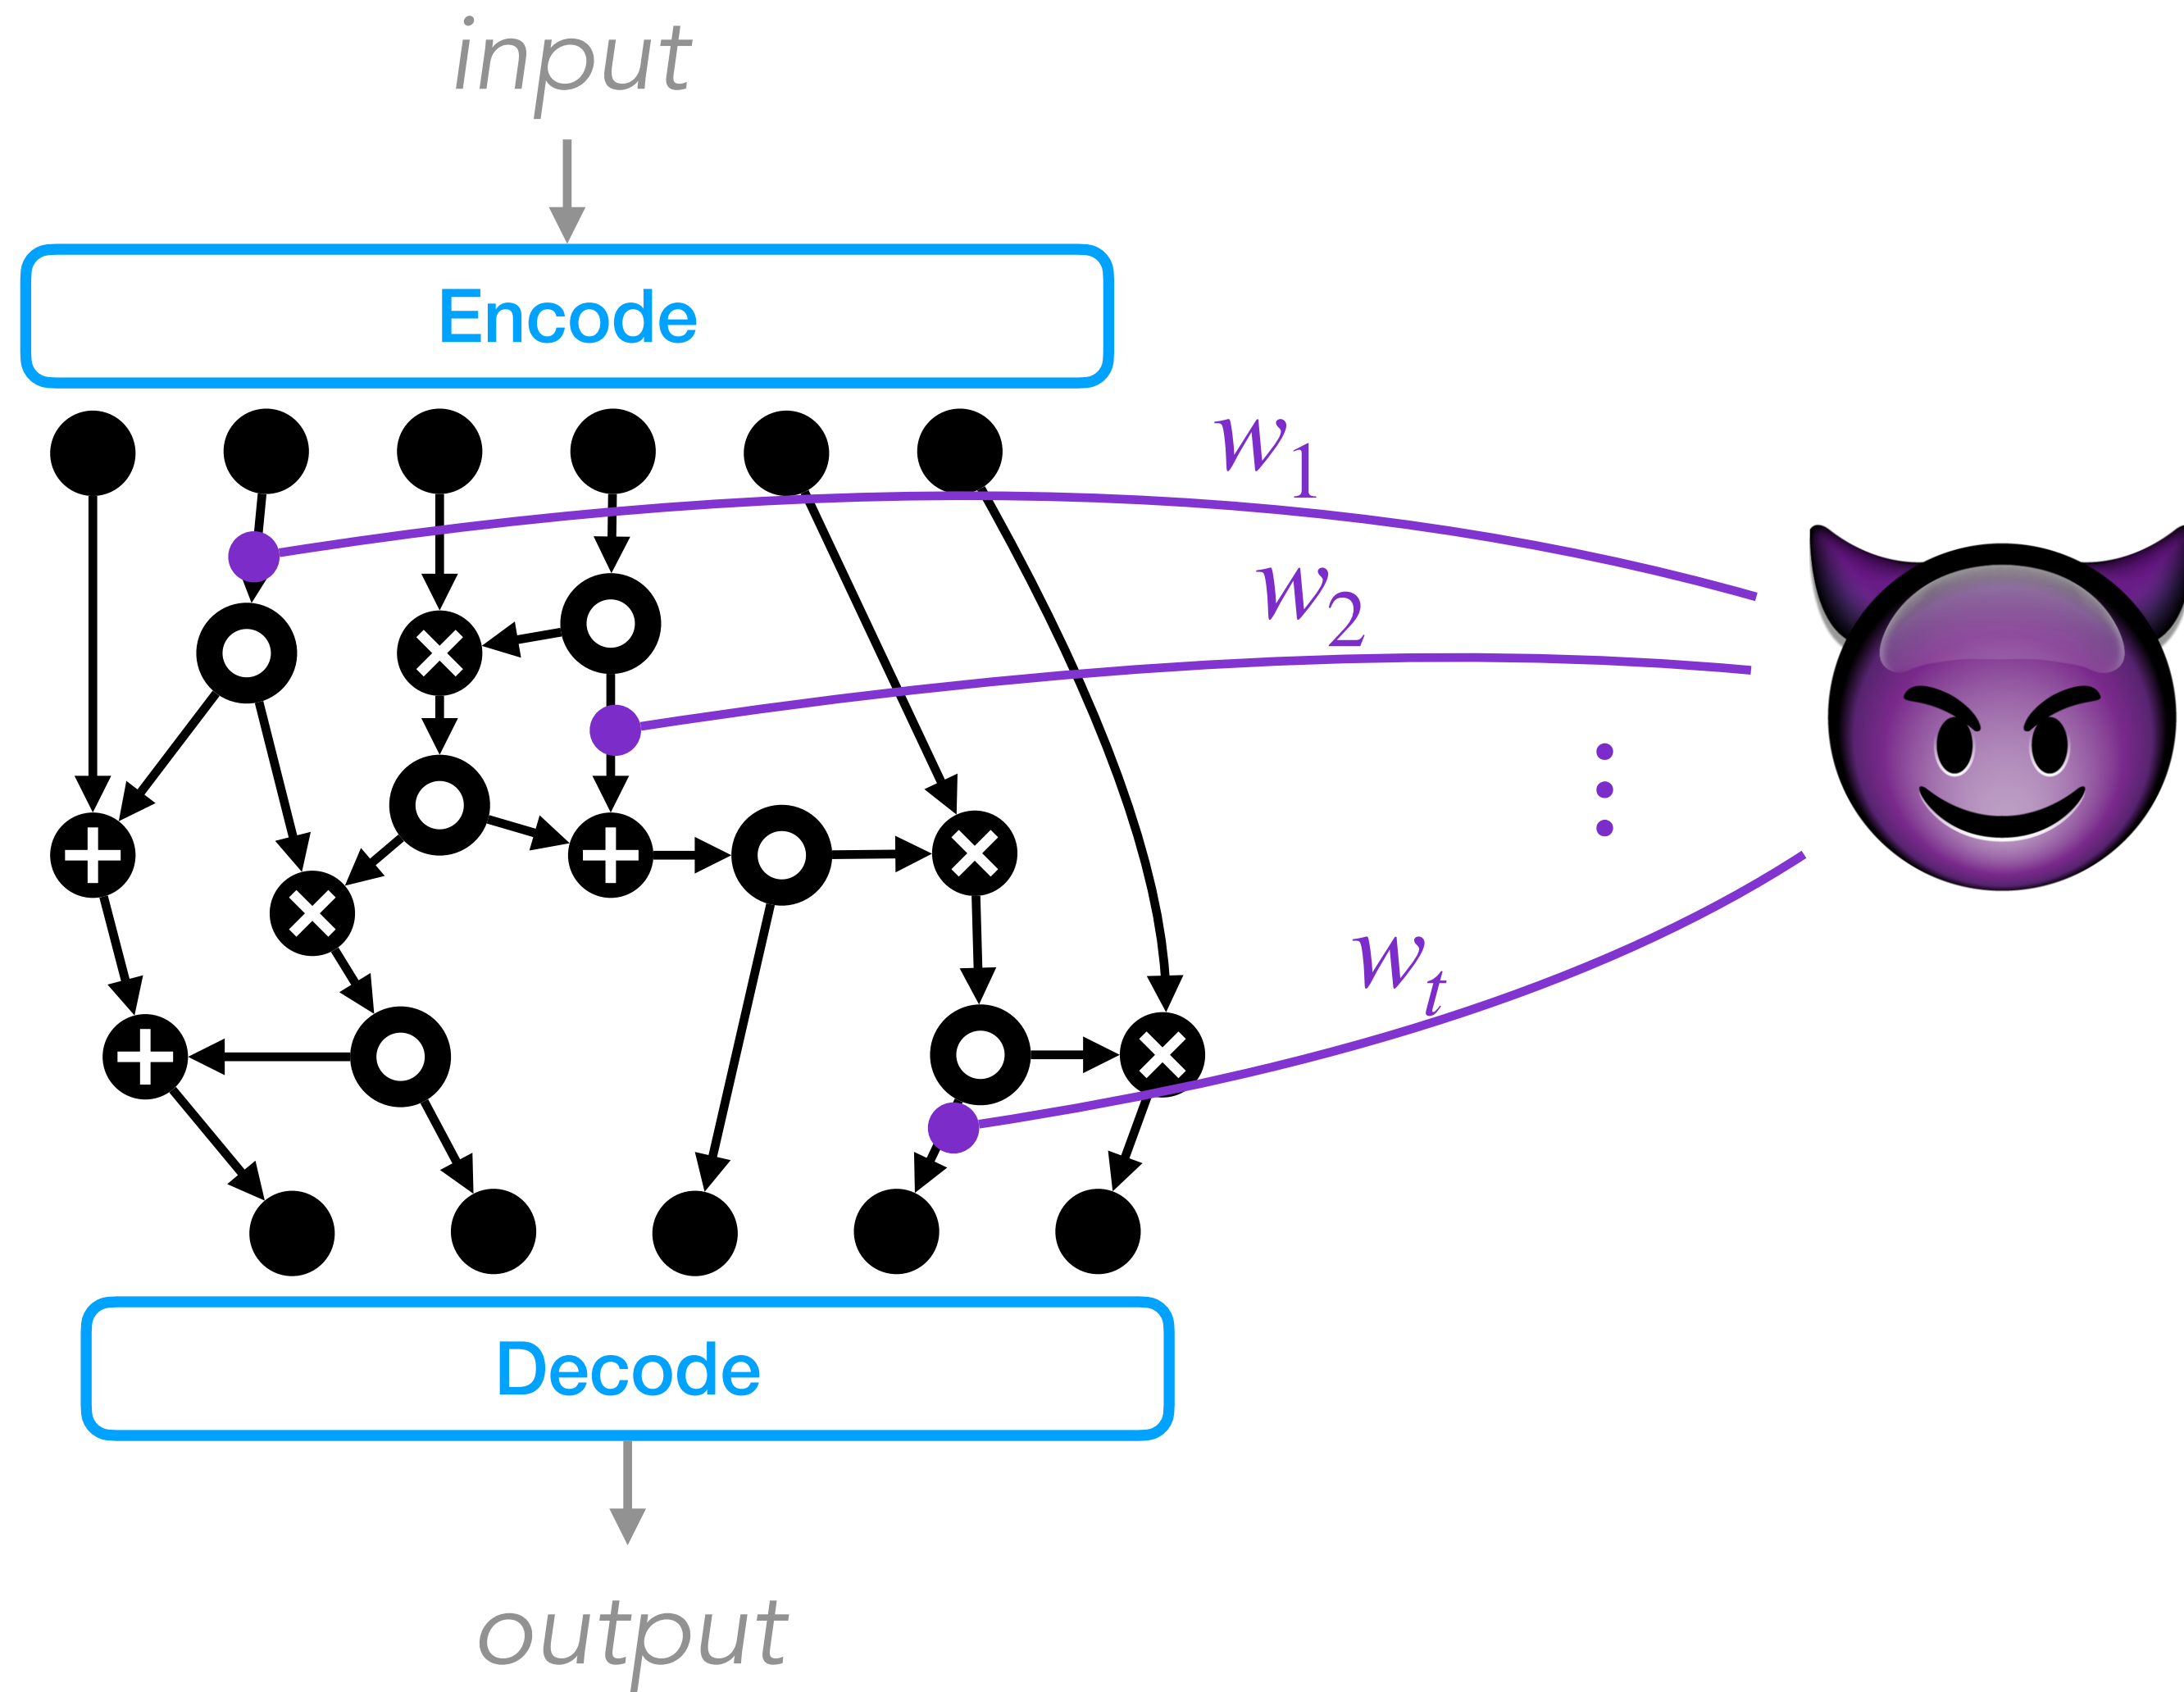 input
Encode
w₁
w₂
wₜ
Decode
output